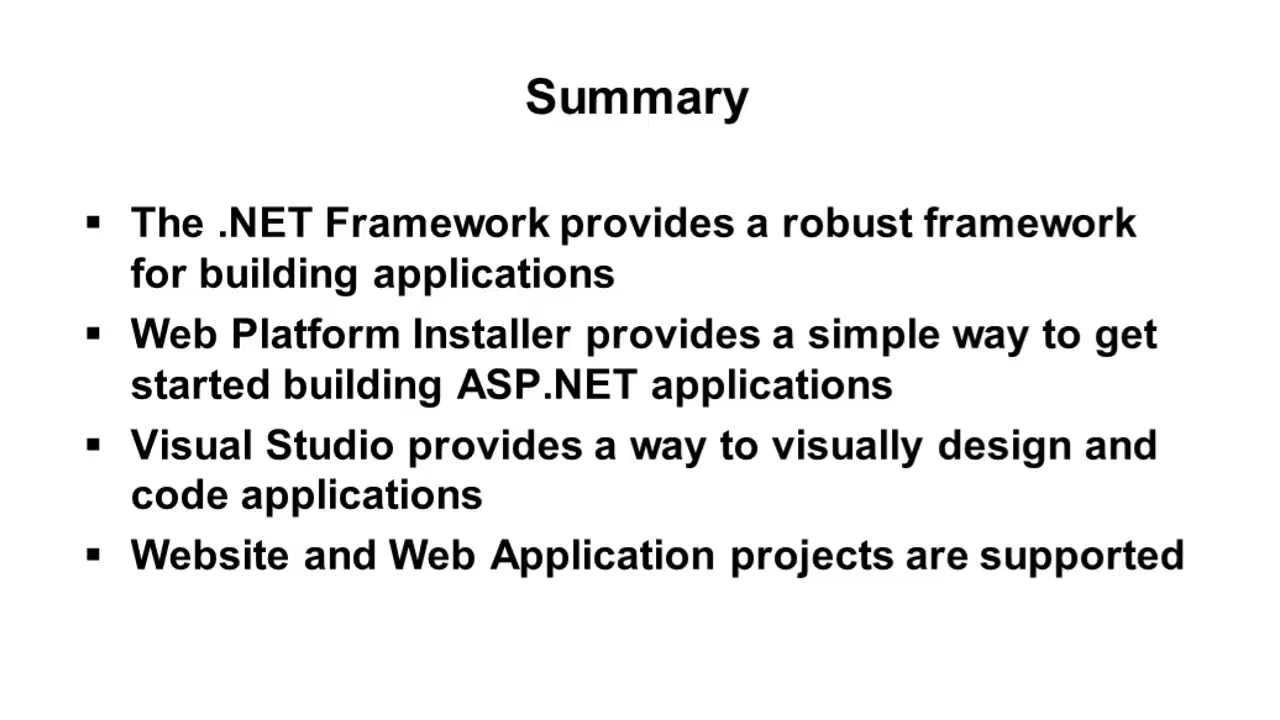 Summary
▪ The .NET Framework provides a robust framework
for building applications
▪ Web Platform Installer provides a simple way to get
started building ASP.NET applications
▪ Visual Studio provides a way to visually design and
code applications
▪ Website and Web Application projects are supported